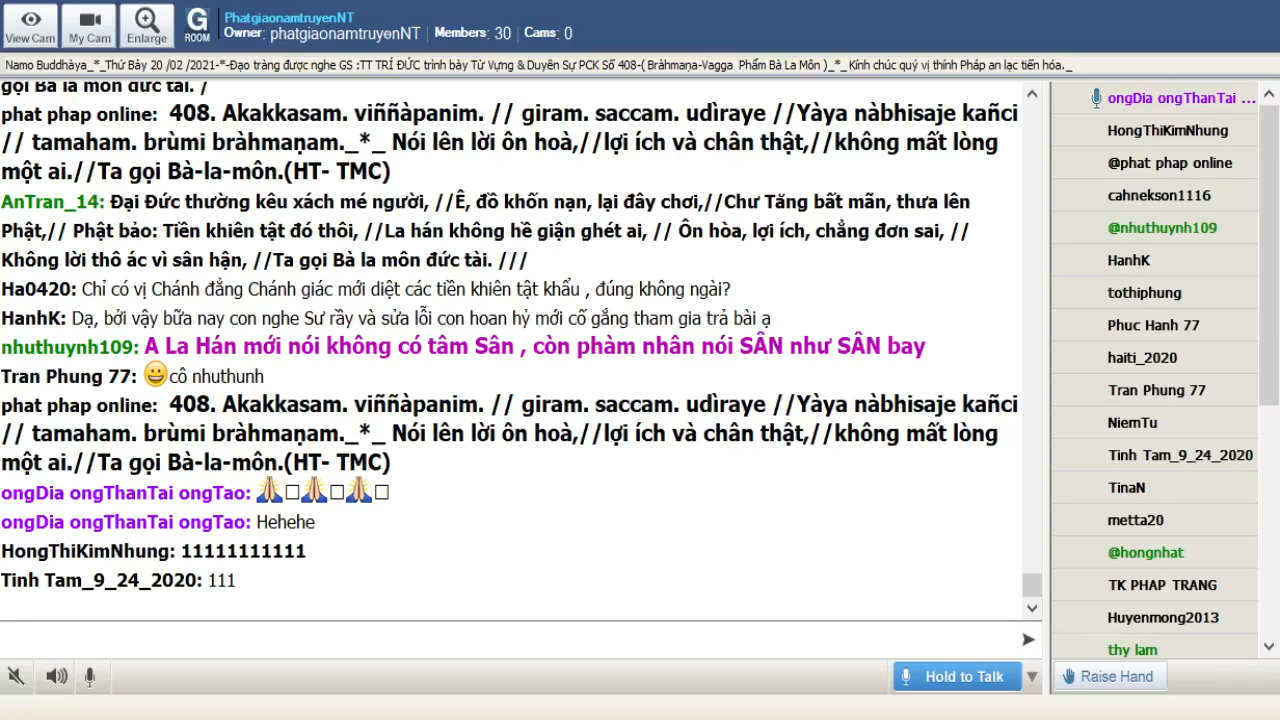 View Cam
My Cam
Enlarge
G
ROOM
PhatgiaonamtruyenNT
Owner: phatgiaonamtruyenNT | Members: 30 | Cams: 0
Namo Buddhàya_*_Thứ Bảy 20 /02 /2021-*-Đạo tràng được nghe GS :TT TRÍ ĐỨC trình bày Từ Vựng & Duyên Sự PCK Số 408-( Bràhmaṇa-Vagga Phẩm Bà La Môn )_*_ Kính chúc quý vị thính Pháp an lạc tiến hóa._
gọi Bà la môn đức tài. /
phat phap online: 408. Akakkasam. viññàpanim. // giram. saccam. udìraye //Yàya nàbhisaje kañci
// tamaham. brùmi bràhmaṇam._*_ Nói lên lời ôn hoà,//lợi ích và chân thật,//không mất lòng
một ai.//Ta gọi Bà-la-môn.(HT- TMC)
AnTran_14: Đại Đức thường kêu xách mé người, //Ê, đồ khốn nạn, lại đây chơi,//Chư Tăng bất mãn, thưa lên
Phật,// Phật bảo: Tiền khiên tật đó thôi, //La hán không hề giận ghét ai, // Ôn hòa, lợi ích, chẳng đơn sai, //
Không lời thô ác vì sân hận, //Ta gọi Bà la môn đức tài. ///
Ha0420: Chỉ có vị Chánh đẳng Chánh giác mới diệt các tiền khiên tật khẩu , đúng không ngài?
HanhK: Dạ, bởi vậy bữa nay con nghe Sư rầy và sửa lỗi con hoan hỷ mới cố gắng tham gia trả bài ạ
nhuthuynh109: A La Hán mới nói không có tâm Sân , còn phàm nhân nói SÂN như SÂN bay
Tran Phung 77: 😀cô nhuthunh
phat phap online: 408. Akakkasam. viññàpanim. // giram. saccam. udìraye //Yàya nàbhisaje kañci
// tamaham. brùmi bràhmaṇam._*_ Nói lên lời ôn hoà,//lợi ích và chân thật,//không mất lòng
một ai.//Ta gọi Bà-la-môn.(HT- TMC)
ongDia ongThanTai ongTao: 🙏□🙏□🙏□
ongDia ongThanTai ongTao: Hehehe
HongThiKimNhung: 11111111111
Tinh Tam_9_24_2020: 111
Hold to Talk
ongDia ongThanTai ...
HongThiKimNhung
@phat phap online
cahnekson1116
@nhuthuynh109
HanhK
tothiphung
Phuc Hanh 77
haiti_2020
Tran Phung 77
NiemTu
Tinh Tam_9_24_2020
TinaN
metta20
@hongnhat
TK PHAP TRANG
Huyenmong2013
thy lam
Raise Hand